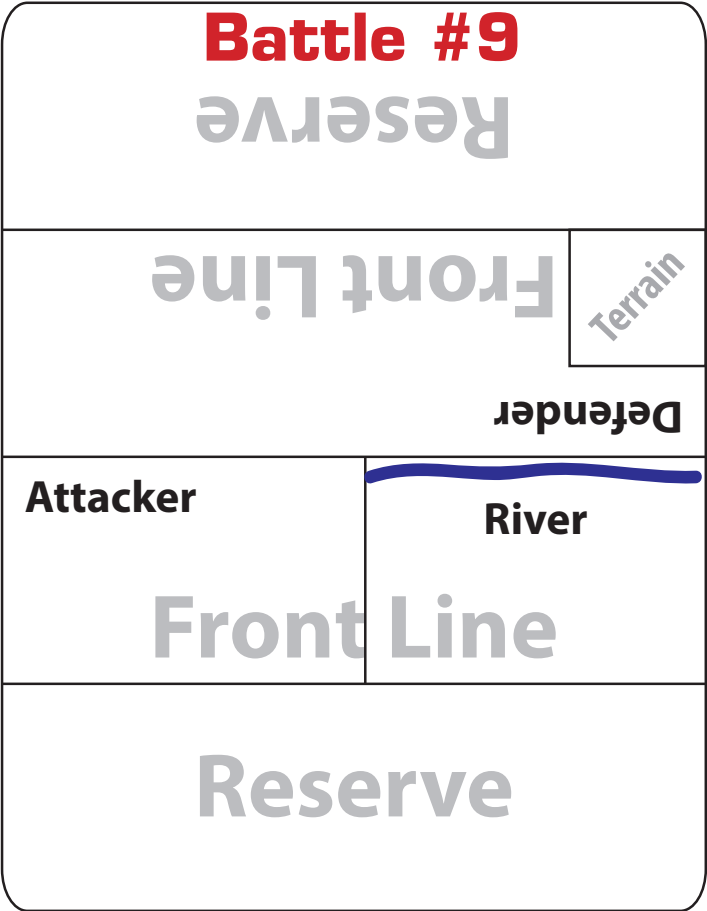 Battle #9
Reserve
Front Line
Terrain
Defender
Attacker
River
Front Line
Reserve